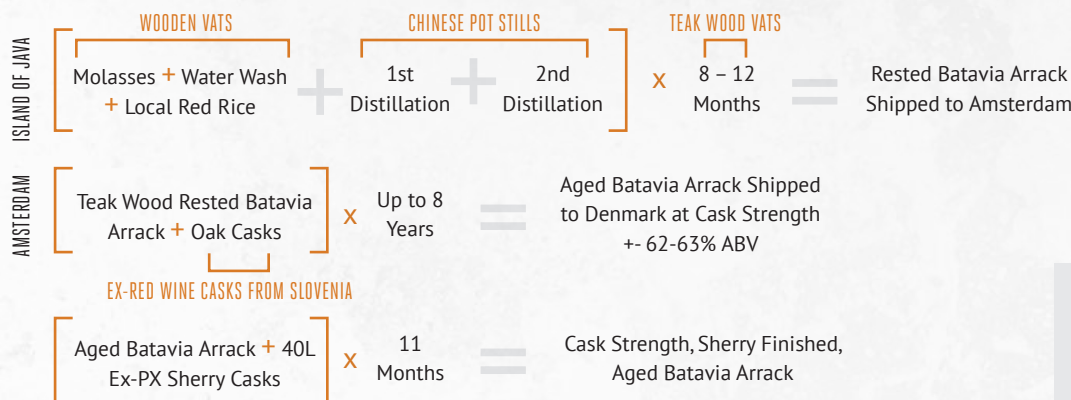 WOODEN VATS
CHINESE POT STILLS
TEAK WOOD VATS
ISLAND OF JAVA
Molasses + Water Wash
+ Local Red Rice
+
1st
Distillation
+
2nd
Distillation
x
8 – 12
Months
=
Rested Batavia Arrack
Shipped to Amsterdam
AMSTERDAM
Teak Wood Rested Batavia
Arrack + Oak Casks
x
Up to 8
Years
=
Aged Batavia Arrack Shipped
to Denmark at Cask Strength
+- 62-63% ABV
EX-RED WINE CASKS FROM SLOVENIA
Aged Batavia Arrack + 40L
Ex-PX Sherry Casks
x
11
Months
=
Cask Strength, Sherry Finished,
Aged Batavia Arrack